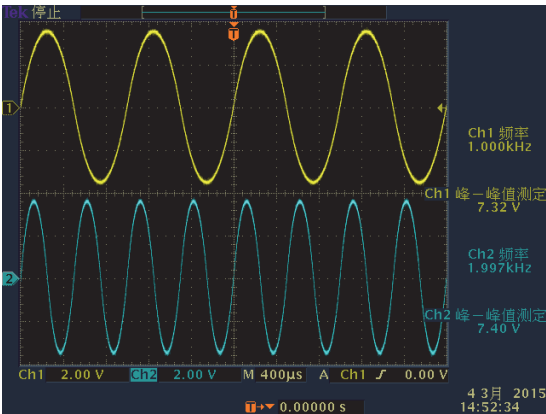 Tek 停止
T
T
1
Ch1 频率
1.000kHz
Ch1 峰－峰值测定
7.32 V
Ch2 频率
1.997kHz
2
Ch2 峰－峰值测定
7.40 V
Ch1 2.00 V Ch2 2.00 V M 400µs A Ch1 0.00 V
T 0.00000 s
4 3月 2015
14:52:34